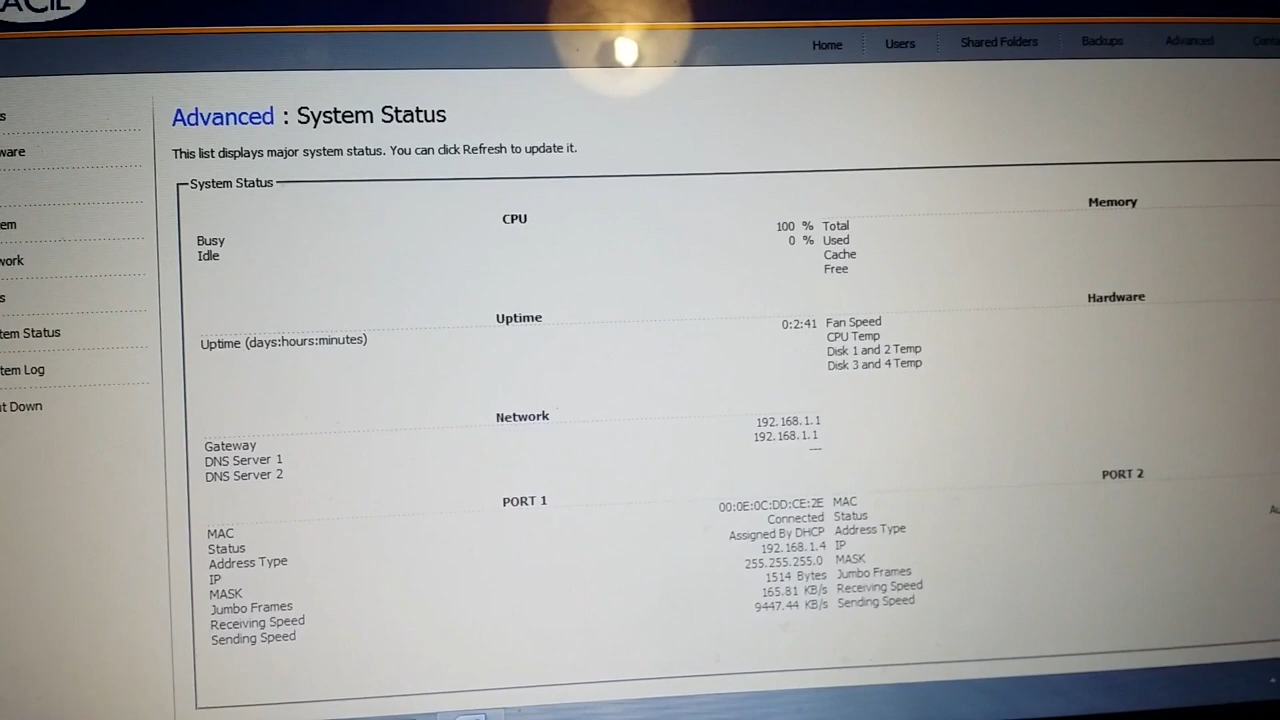 Home Users Shared Folders Backups Advanced
Advanced : System Status
This list displays major system status. You can click Refresh to update it.
System Status
CPU
Busy 100 %
Idle 0 %
Memory
Total
Used
Cache
Free
Uptime
Uptime (days:hours:minutes) 0:2:41
Hardware
Fan Speed
CPU Temp
Disk 1 and 2 Temp
Disk 3 and 4 Temp
Network
Gateway 192.168.1.1
DNS Server 1 192.168.1.1
DNS Server 2 ---
PORT 1
MAC 00:0E:0C:DD:CE:2E
Status Connected
Address Type Assigned By DHCP
IP 192.168.1.4
MASK 255.255.255.0
Jumbo Frames 1514 Bytes
Receiving Speed 165.81 KB/s
Sending Speed 9447.44 KB/s
PORT 2
MAC
Status
Address Type
IP
MASK
Jumbo Frames
Receiving Speed
Sending Speed